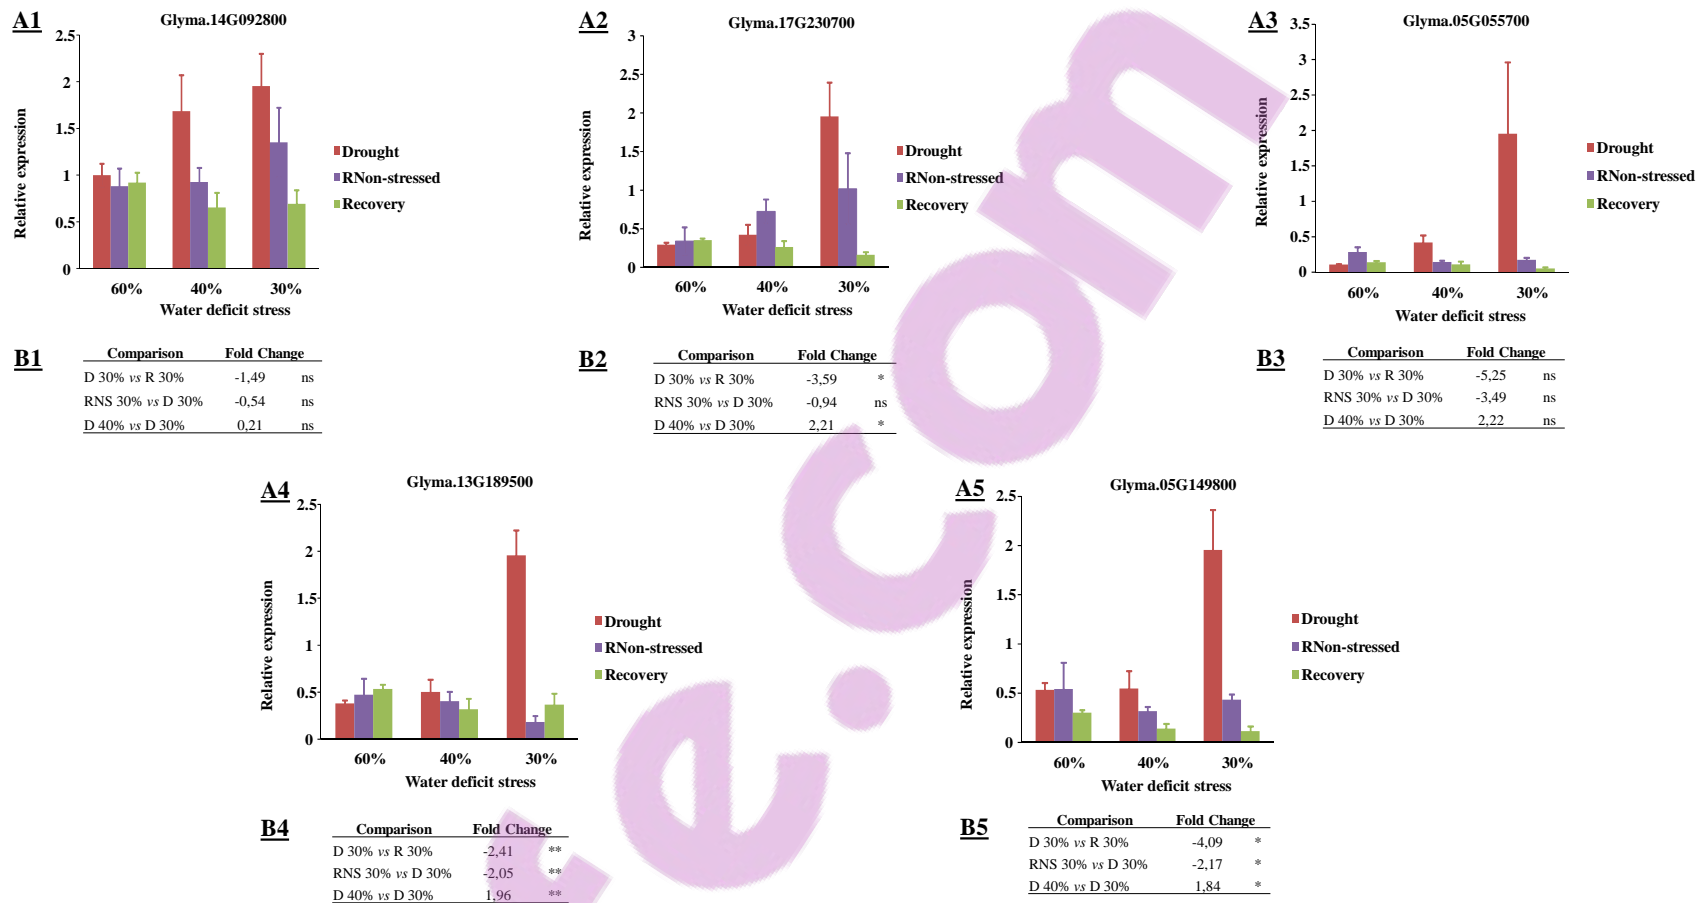 A1
Glyma.14G092800
2.5
2
1.5
1
0.5
0
Relative expression
60% 40% 30%
Water deficit stress
Drought
RNon-stressed
Recovery
A2
Glyma.17G230700
3
2.5
2
1.5
1
0.5
0
Relative expression
60% 40% 30%
Water deficit stress
Drought
RNon-stressed
Recovery
A3
Glyma.05G055700
3.5
3
2.5
2
1.5
1
0.5
0
Relative expression
60% 40% 30%
Water deficit stress
Drought
RNon-stressed
Recovery
B1
Comparison Fold Change
D 30% vs R 30% -1,49 ns
RNS 30% vs D 30% -0,54 ns
D 40% vs D 30% 0,21 ns
B2
Comparison Fold Change
D 30% vs R 30% -3,59 *
RNS 30% vs D 30% -0,94 ns
D 40% vs D 30% 2,21 *
B3
Comparison Fold Change
D 30% vs R 30% -5,25 ns
RNS 30% vs D 30% -3,49 ns
D 40% vs D 30% 2,22 ns
A4
Glyma.13G189500
2.5
2
1.5
1
0.5
0
Relative expression
60% 40% 30%
Water deficit stress
Drought
RNon-stressed
Recovery
A5
Glyma.05G149800
2.5
2
1.5
1
0.5
0
Relative expression
60% 40% 30%
Water deficit stress
Drought
RNon-stressed
Recovery
B4
Comparison Fold Change
D 30% vs R 30% -2,41 **
RNS 30% vs D 30% -2,05 **
D 40% vs D 30% 1,96 **
B5
Comparison Fold Change
D 30% vs R 30% -4,09 *
RNS 30% vs D 30% -2,17 *
D 40% vs D 30% 1,84 *
e.com